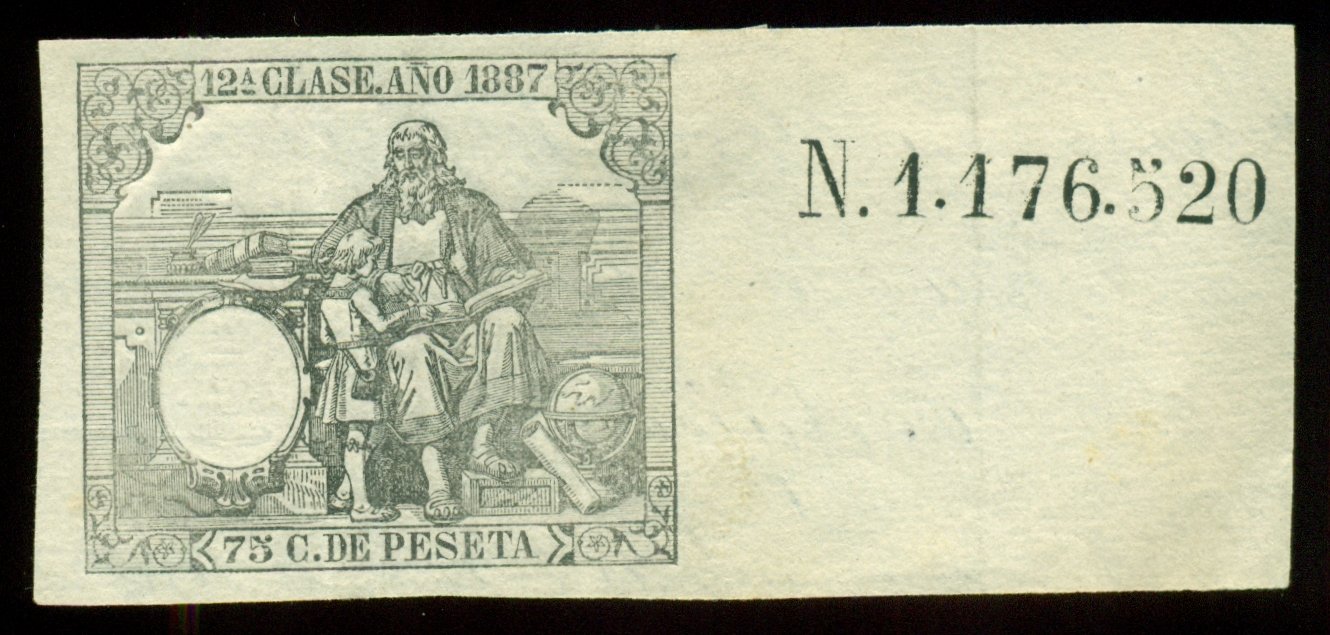 12ª CLASE.AÑO 1887
N. 1.176.520
75 C.DE PESETA